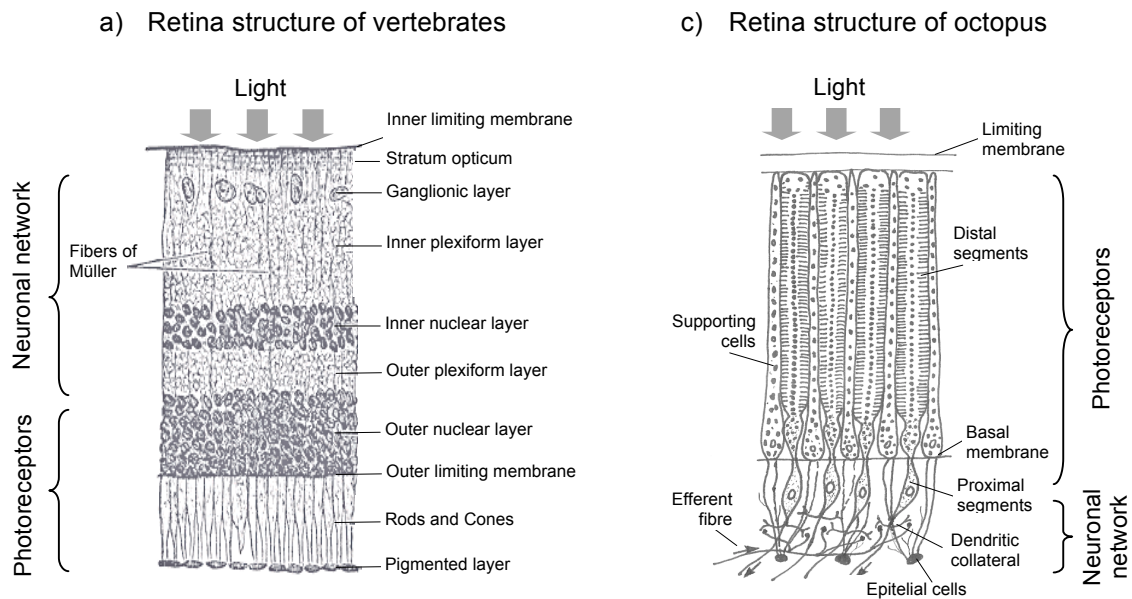 a) Retina structure of vertebrates
Light
Inner limiting membrane
Stratum opticum
Ganglionic layer
Inner plexiform layer
Fibers of
Müller
Inner nuclear layer
Outer plexiform layer
Outer nuclear layer
Outer limiting membrane
Rods and Cones
Pigmented layer
Neuronal network
Photoreceptors
c) Retina structure of octopus
Light
Limiting
membrane
Distal
segments
Supporting
cells
Basal
membrane
Proximal
segments
Efferent
fibre
Dendritic
collateral
Epitelial cells
Photoreceptors
Neuronal
network